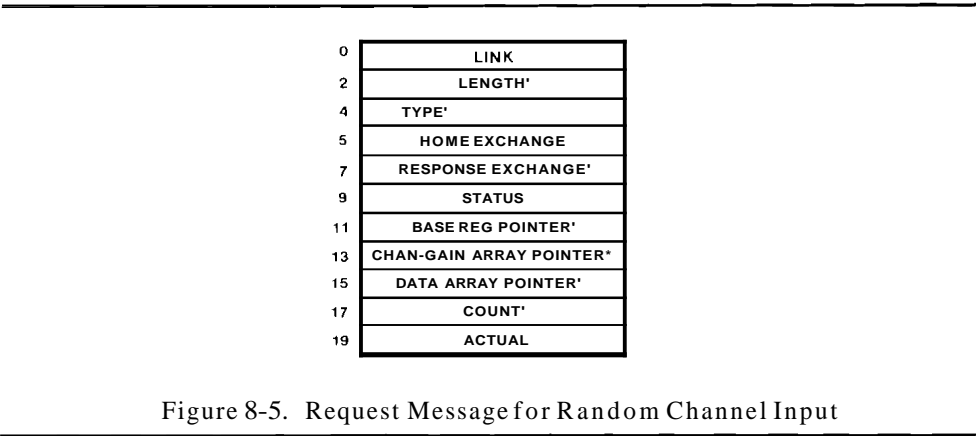 0 LINK
2 LENGTH'
4 TYPE'
5 HOME EXCHANGE
7 RESPONSE EXCHANGE'
9 STATUS
11 BASE REG POINTER'
13 CHAN-GAIN ARRAY POINTER*
15 DATA ARRAY POINTER'
17 COUNT'
19 ACTUAL
Figure 8-5. Request Message for Random Channel Input